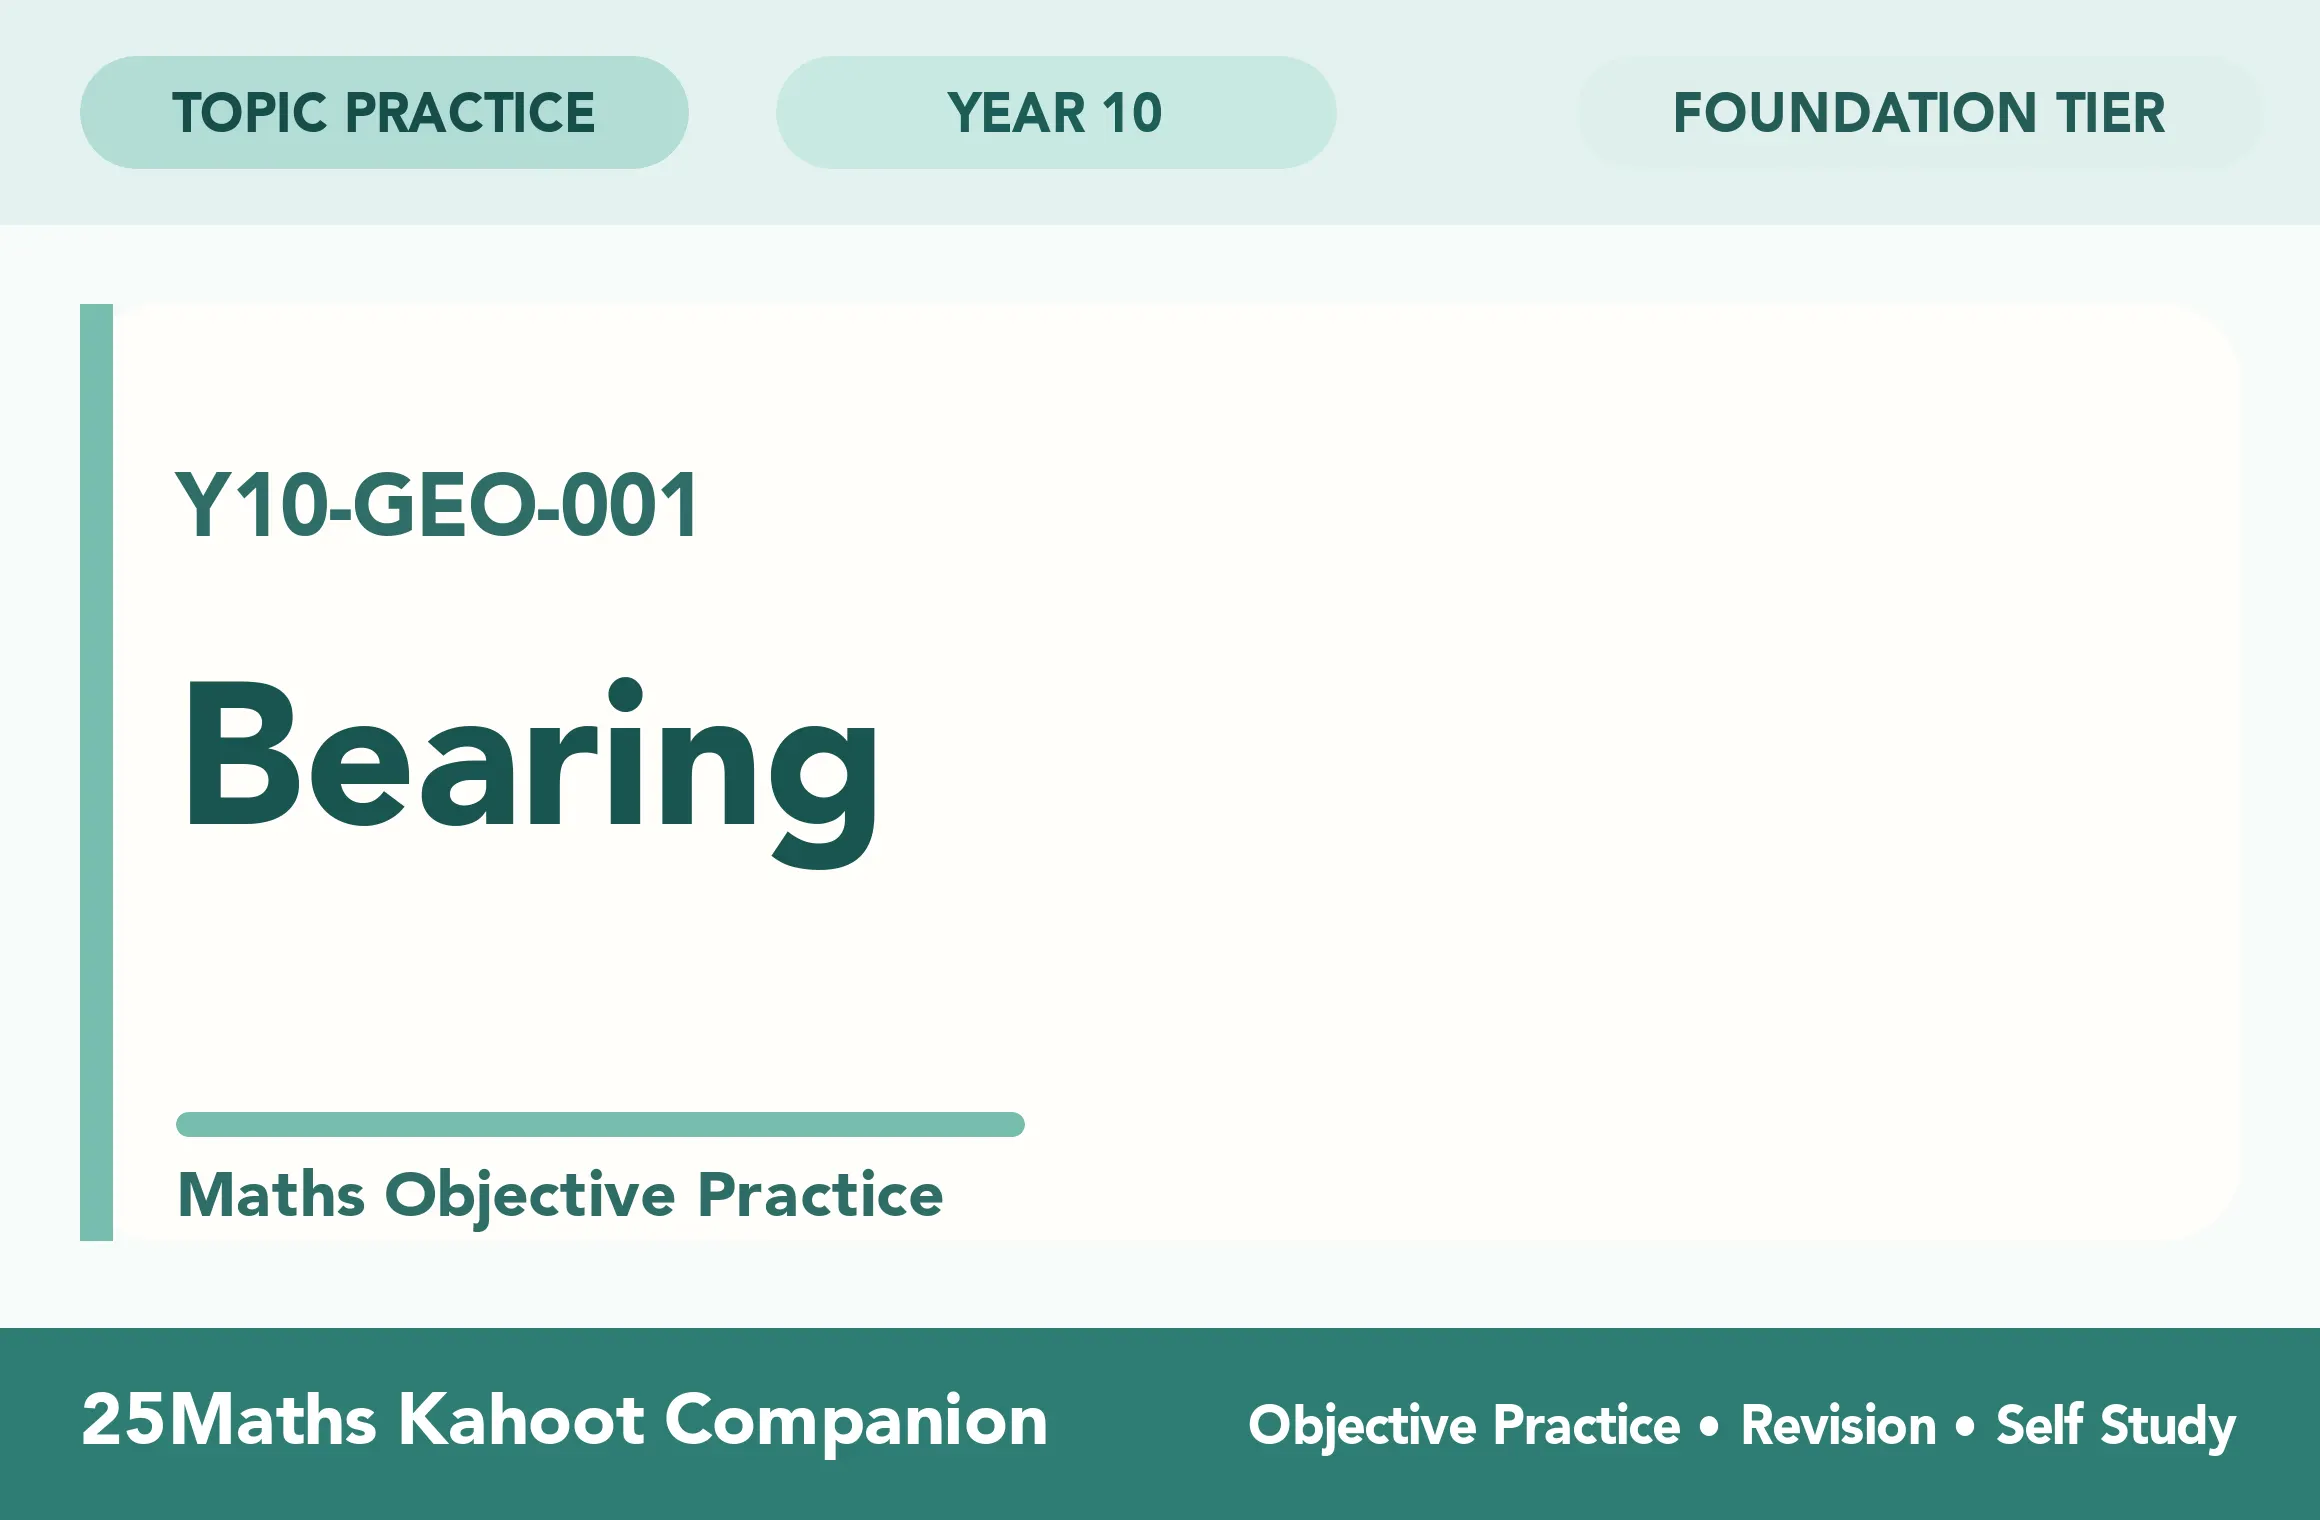 TOPIC PRACTICE
YEAR 10
FOUNDATION TIER
Y10-GEO-001
Bearing
Maths Objective Practice
25Maths Kahoot Companion
Objective Practice • Revision • Self Study